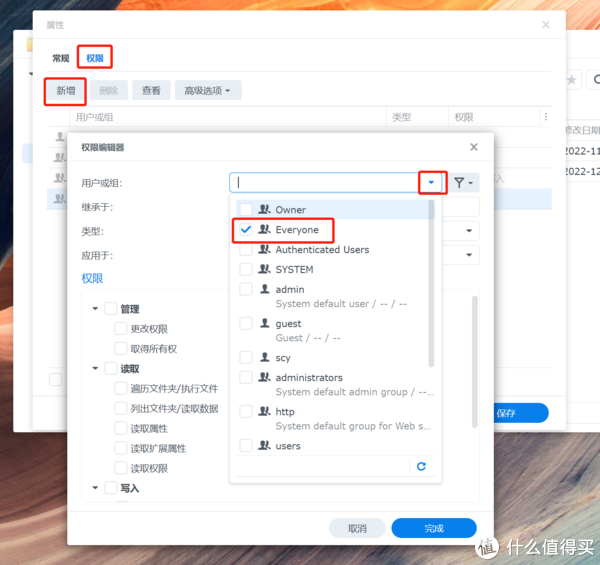 属性
常规 权限
新增 删除 查看 高级选项
用户或组 类型 权限
修改日期
权限编辑器
2022-11
2022-12
用户或组:
继承于:
类型:
应用于:
权限
管理
更改权限
取得所有权
读取
遍历文件夹/执行文件
列出文件夹/读取数据
读取属性
读取扩展属性
读取权限
写入
Owner
Everyone
Authenticated Users
SYSTEM
admin
System default user / -- / --
guest
Guest / -- / --
scy
administrators
System default admin group / --...
http
System default group for Web s...
users
保存
取消 完成
值 什么值得买